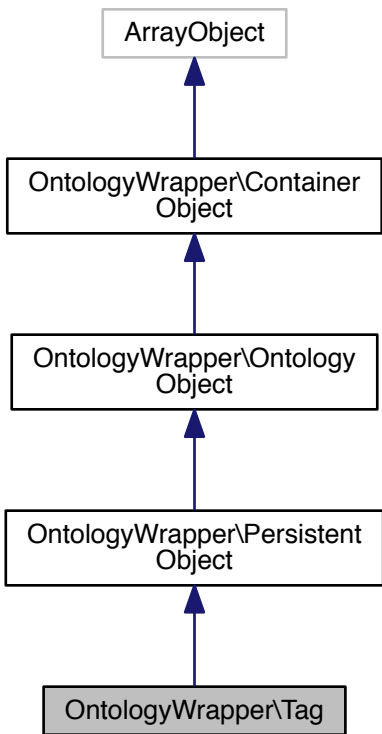 ArrayObject
OntologyWrapper\Container
Object
OntologyWrapper\Ontology
Object
OntologyWrapper\Persistent
Object
OntologyWrapper\Tag